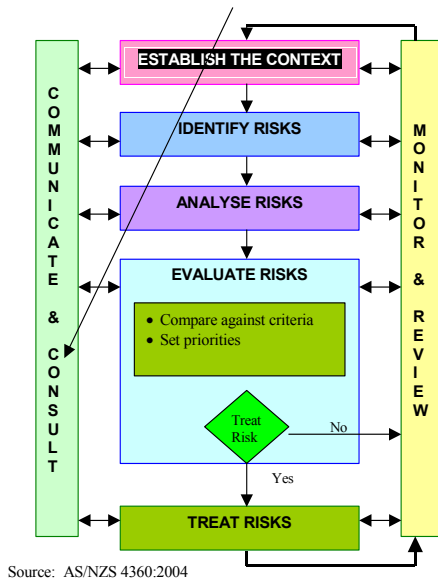 ESTABLISH THE CONTEXT
COMMUNICATE & CONSULT
MONITOR & REVIEW
IDENTIFY RISKS
ANALYSE RISKS
EVALUATE RISKS
• Compare against criteria
• Set priorities
Treat
Risk
No
Yes
TREAT RISKS
Source: AS/NZS 4360:2004